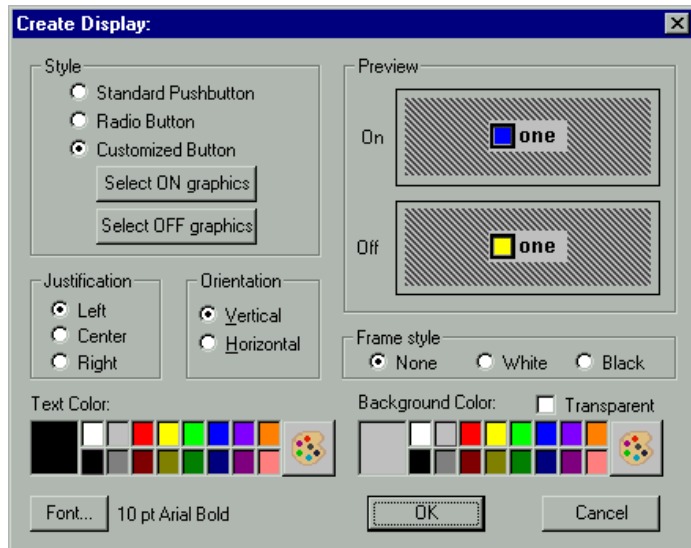 Create Display:
Style
Standard Pushbutton
Radio Button
Customized Button
Select ON graphics
Select OFF graphics
Preview
On
one
Off
one
Justification
Left
Center
Right
Orientation
Vertical
Horizontal
Frame style
None White Black
Text Color:
Background Color: Transparent
Font... 10 pt Arial Bold
OK Cancel